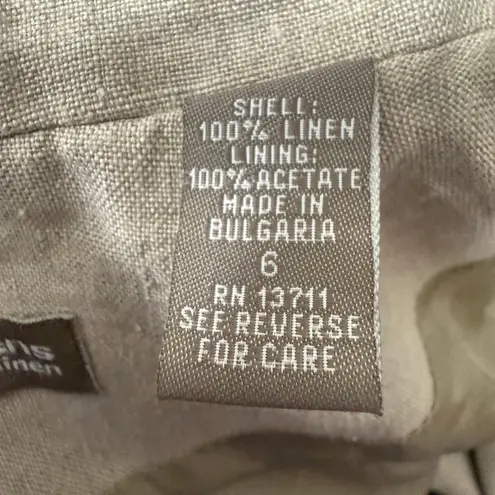 SHELL:
100% LINEN
LINING:
100% ACETATE
MADE IN
BULGARIA
6
RN 13711
SEE REVERSE
FOR CARE